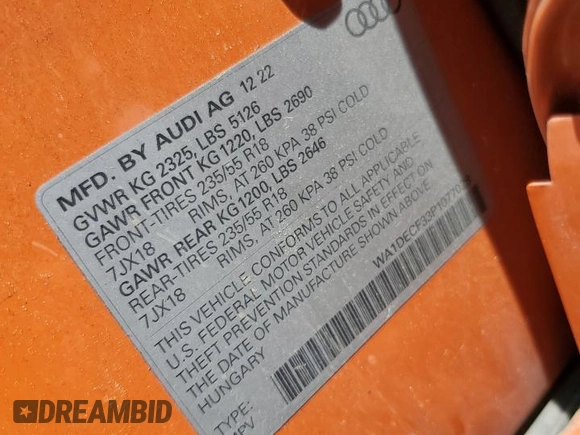 MFD. BY AUDI AG 12 22
GVWR KG 2325, LBS 5126
GAWR FRONT KG 1220, LBS 2690
FRONT-TIRES 235/55 R18
7JX18 RIMS, AT 260 KPA 38 PSI COLD
GAWR REAR KG1200, LBS 2646
REAR-TIRES 235/55 R18
7JX18 RIMS, AT 260 KPA 38 PSI COLD
THIS VEHICLE CONFORMS TO ALL APPLICABLE
U.S. FEDERAL MOTOR VEHICLE SAFETY AND
THEFT PREVENTION STANDARDS IN EFFECT ON
THE DATE OF MANUFACTURE SHOWN ABOVE.
HUNGARY
TYPE:
MPV
DREAMBID